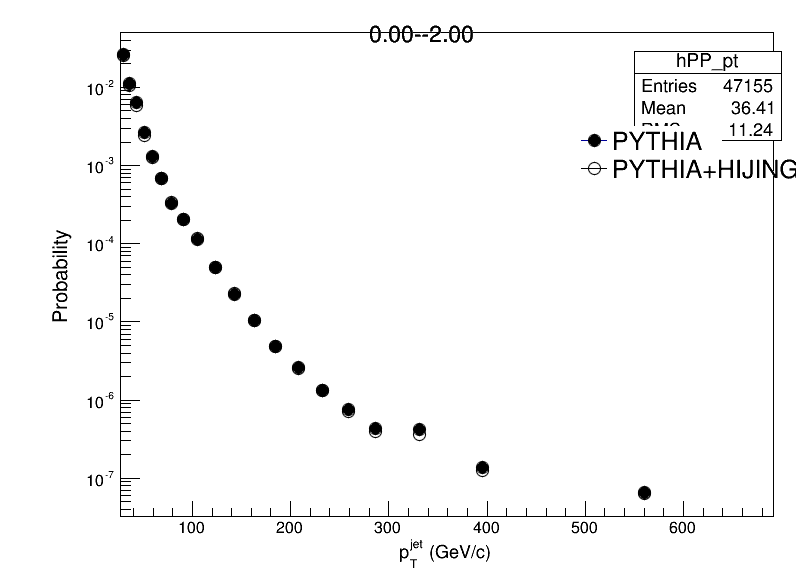 0.00--2.00
hPP_pt
Entries 47155
Mean 36.41
RMS 11.24
PYTHIA
PYTHIA+HIJING
Probability
10⁻²
10⁻³
10⁻⁴
10⁻⁵
10⁻⁶
10⁻⁷
100 200 300 400 500 600
p_T^jet (GeV/c)